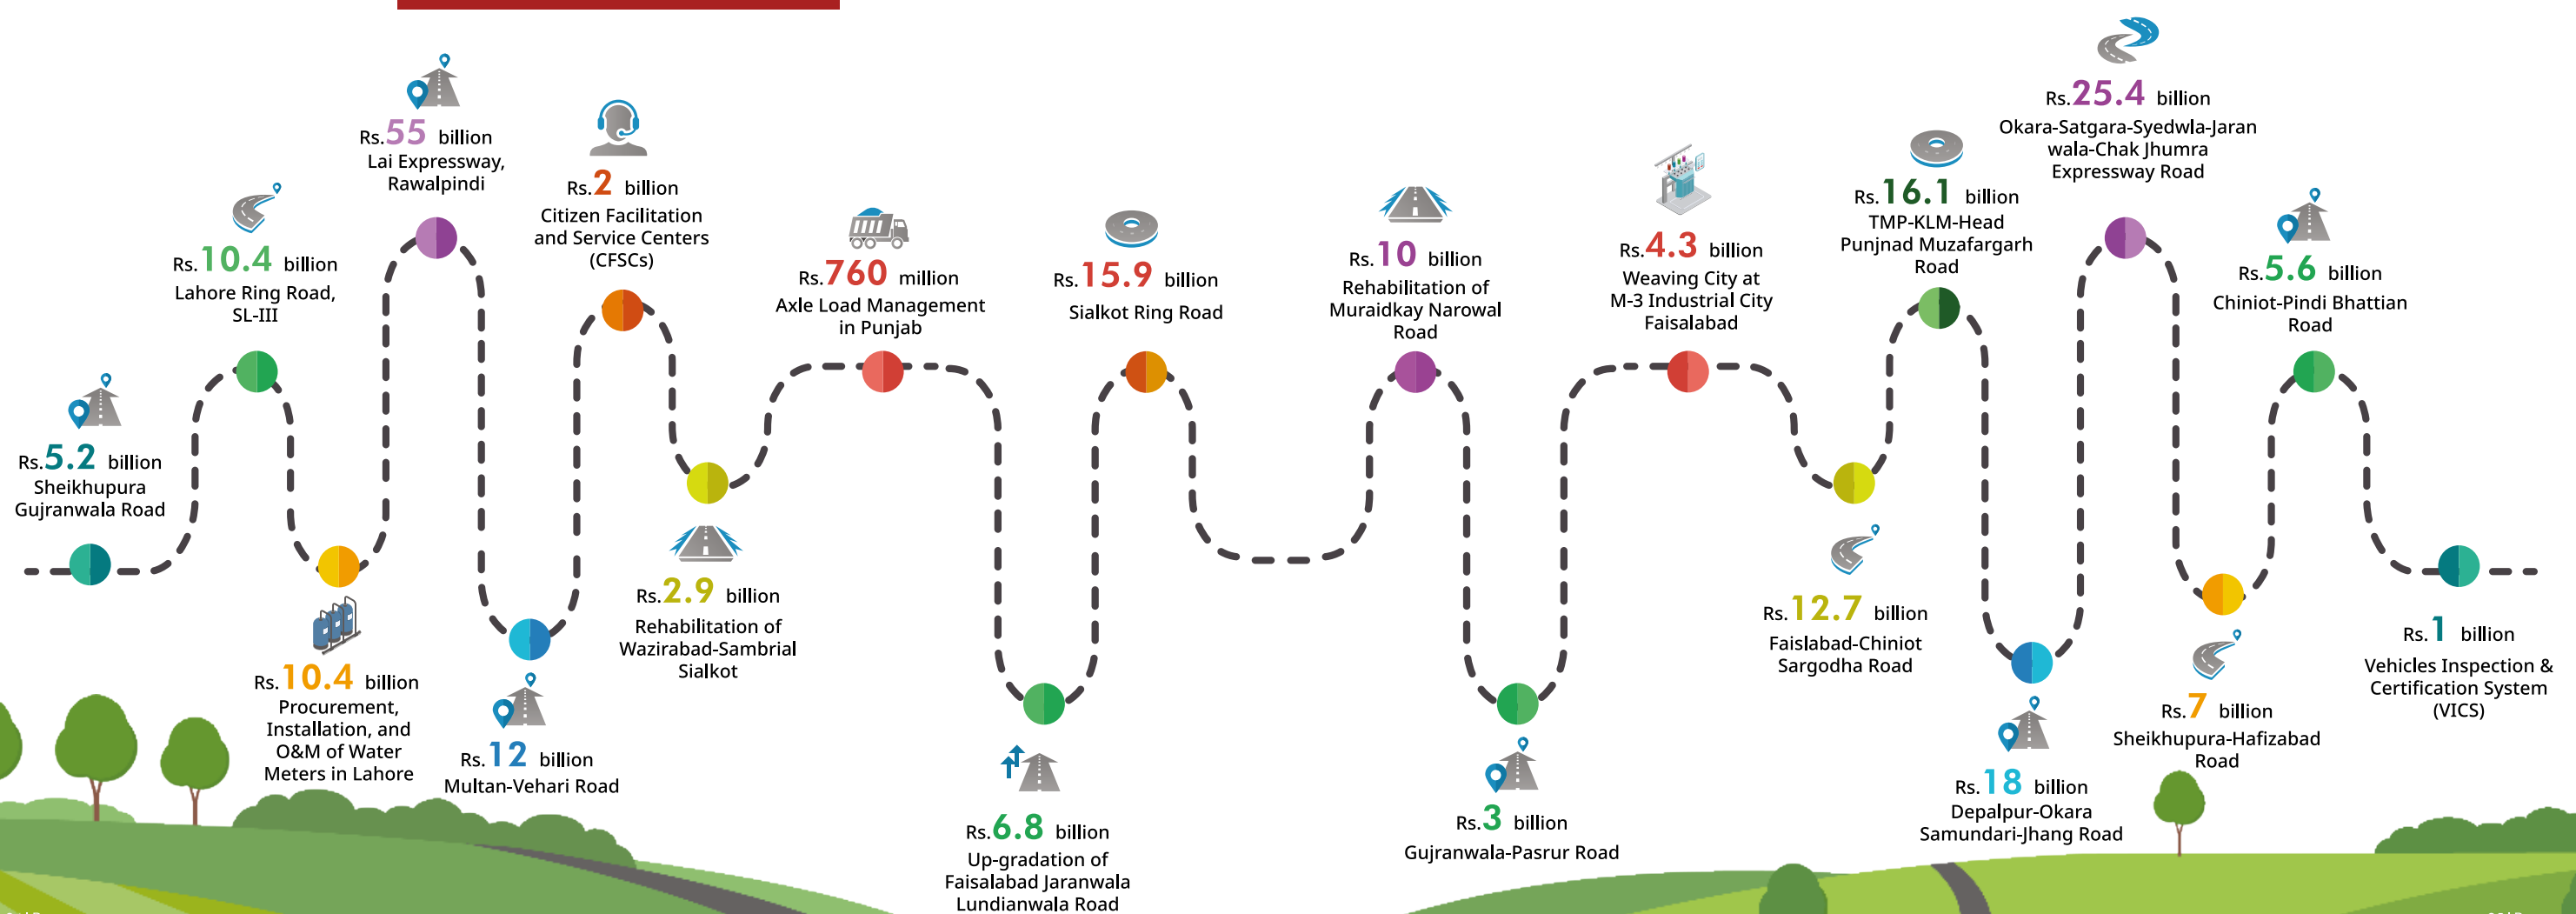 Rs.5.2 billion
Sheikhupura
Gujranwala Road
Rs.10.4 billion
Lahore Ring Road,
SL-III
Rs.10.4 billion
Procurement,
Installation, and
O&M of Water
Meters in Lahore
Rs.55 billion
Lai Expressway,
Rawalpindi
Rs.12 billion
Multan-Vehari Road
Rs.2 billion
Citizen Facilitation
and Service Centers
(CFSCs)
Rs.2.9 billion
Rehabilitation of
Wazirabad-Sambrial
Sialkot
Rs.760 million
Axle Load Management
in Punjab
Rs.6.8 billion
Up-gradation of
Faisalabad Jaranwala
Lundianwala Road
Rs.15.9 billion
Sialkot Ring Road
Rs.10 billion
Rehabilitation of
Muraidkay Narowal
Road
Rs.3 billion
Gujranwala-Pasrur Road
Rs.4.3 billion
Weaving City at
M-3 Industrial City
Faisalabad
Rs.12.7 billion
Faislabad-Chiniot
Sargodha Road
Rs.16.1 billion
TMP-KLM-Head
Punjnad Muzafargarh
Road
Rs.18 billion
Depalpur-Okara
Samundari-Jhang Road
Rs.25.4 billion
Okara-Satgara-Syedwla-Jaran
wala-Chak Jhumra
Expressway Road
Rs.7 billion
Sheikhupura-Hafizabad
Road
Rs.5.6 billion
Chiniot-Pindi Bhattian
Road
Rs.1 billion
Vehicles Inspection &
Certification System
(VICS)